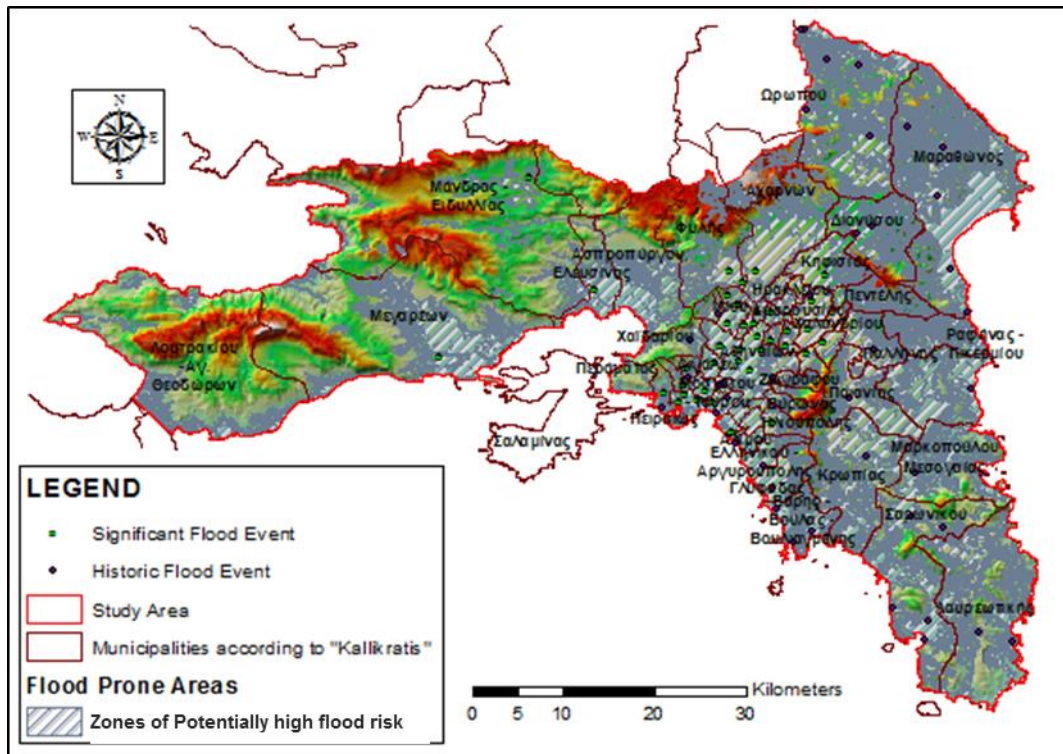 N
W E
S
Ωρωπού
Μαραθώνος
Μάνδρας
Ειδυλλίας
Αχαρνών
Φυλής
Διονύσου
Ασπροπύργου
Ελευσίνας
Κηφισιάς
Πεντέλης
Μεγαρέων
Χαϊδαρίου
Ραφήνας -
Πικερμίου
Λουτρακίου
-Αγ.
Θεοδώρων
Περάματος
Παλλήνης
Παιανίας
Πειραιώς
Σαλαμίνας
Μαρκοπούλου
Μεσογαίας
Ελληνικού -
Αργυρούπολης
Κρωπίας
Γλυφάδας
Σαρωνικού
Βάρης -
Βούλας
Βουλιαγμένης
Λαυρεωτικής
LEGEND
Significant Flood Event
Historic Flood Event
Study Area
Municipalities according to "Kallikratis"
Flood Prone Areas
Zones of Potentially high flood risk
Kilometers
0 5 10 20 30